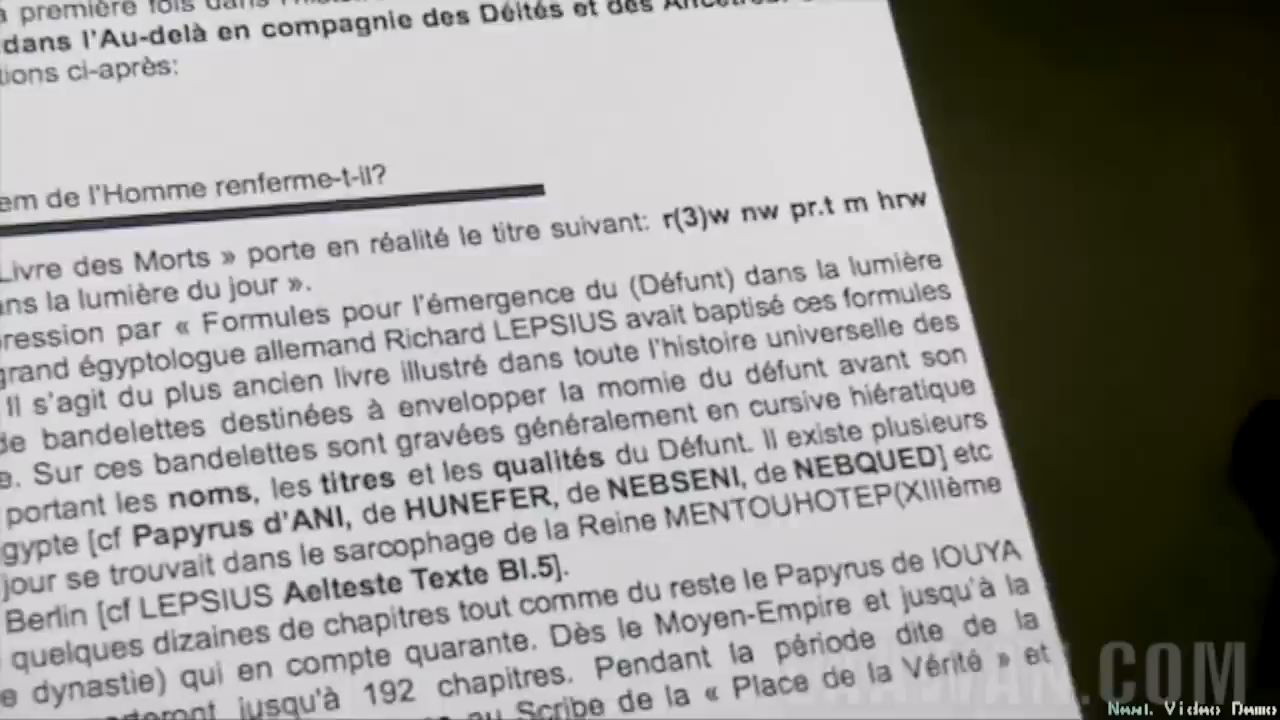 première fois dans l'
dans l'Au-delà en compagnie des Déités et des Ancêtres
tions ci-après:
em de l'Homme renferme-t-il?
Livre des Morts » porte en réalité le titre suivant: r(3)w nw pr.t m hrw
ans la lumière du jour ».
ression par « Formules pour l'émergence du (Défunt) dans la lumière
grand égyptologue allemand Richard LEPSIUS avait baptisé ces formules
Il s'agit du plus ancien livre illustré dans toute l'histoire universelle des
de bandelettes destinées à envelopper la momie du défunt avant son
e. Sur ces bandelettes sont gravées généralement en cursive hiératique
portant les noms, les titres et les qualités du Défunt. Il existe plusieurs
gypte [cf Papyrus d'ANI, de HUNEFER, de NEBSENI, de NEBQUED] etc
jour se trouvait dans le sarcophage de la Reine MENTOUHOTEP(XIIIème
Berlin [cf LEPSIUS Aelteste Texte Bl.5].
quelques dizaines de chapitres tout comme du reste le Papyrus de IOUYA
e dynastie) qui en compte quarante. Dès le Moyen-Empire et jusqu'à la
jusqu'à 192 chapitres. Pendant la période dite de la
au Scribe de la « Place de la Vérité » et
.COM
Video Demo